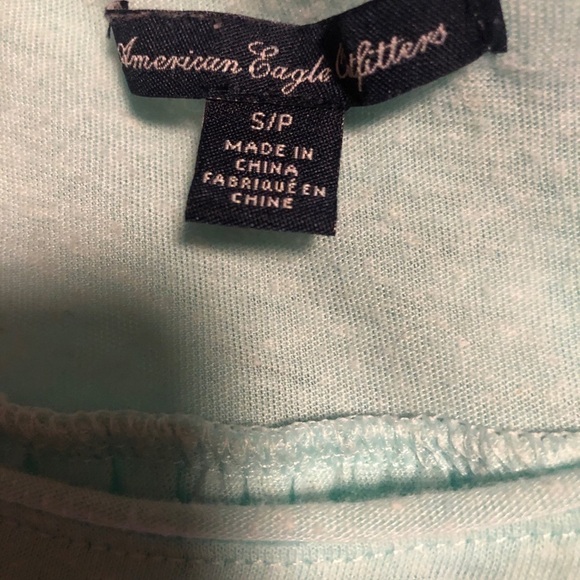 American Eagle Outfitters
S/P
MADE IN
CHINA
FABRIQUÉ EN
CHINE